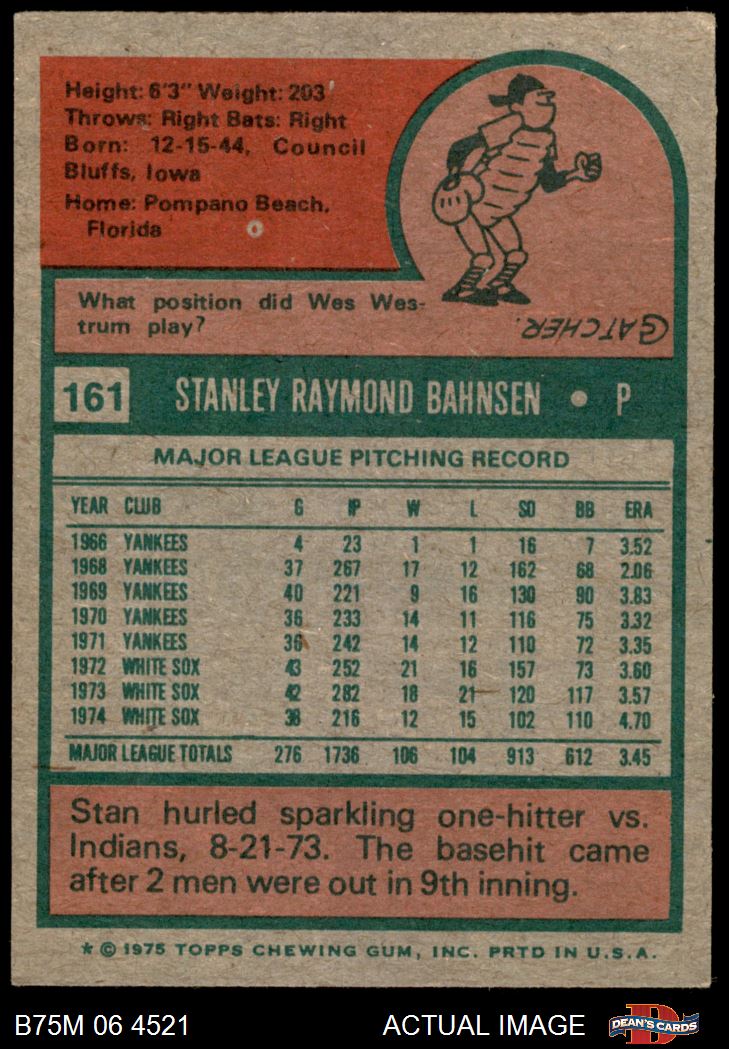 Height: 6'3" Weight: 203
Throws: Right Bats: Right
Born: 12-15-44, Council
Bluffs, Iowa
Home: Pompano Beach,
Florida
What position did Wes Wes-
trum play?
CATCHER.
161 STANLEY RAYMOND BAHNSEN • P
MAJOR LEAGUE PITCHING RECORD
YEAR CLUB G IP W L SO BB ERA
1966 YANKEES 4 23 1 1 16 7 3.52
1968 YANKEES 37 267 17 12 162 68 2.06
1969 YANKEES 40 221 9 16 130 90 3.83
1970 YANKEES 36 233 14 11 116 75 3.32
1971 YANKEES 36 242 14 12 110 72 3.35
1972 WHITE SOX 43 252 21 16 157 73 3.60
1973 WHITE SOX 42 282 18 21 120 117 3.57
1974 WHITE SOX 38 216 12 15 102 110 4.70
MAJOR LEAGUE TOTALS 276 1736 106 104 913 612 3.45
Stan hurled sparkling one-hitter vs.
Indians, 8-21-73. The basehit came
after 2 men were out in 9th inning.
* © 1975 TOPPS CHEWING GUM, INC. PRTD IN U.S.A.
B75M 06 4521 ACTUAL IMAGE DEAN'S CARDS